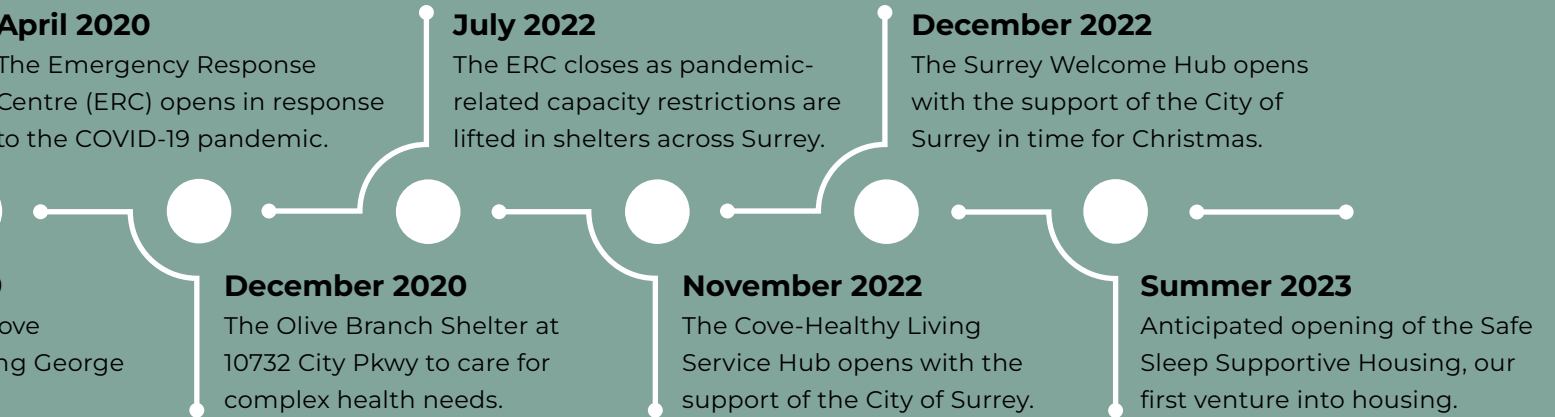 April 2020
The Emergency Response
Centre (ERC) opens in response
to the COVID-19 pandemic.
July 2022
The ERC closes as pandemic-
related capacity restrictions are
lifted in shelters across Surrey.
December 2022
The Surrey Welcome Hub opens
with the support of the City of
Surrey in time for Christmas.
George
December 2020
The Olive Branch Shelter at
10732 City Pkwy to care for
complex health needs.
November 2022
The Cove-Healthy Living
Service Hub opens with the
support of the City of Surrey.
Summer 2023
Anticipated opening of the Safe
Sleep Supportive Housing, our
first venture into housing.